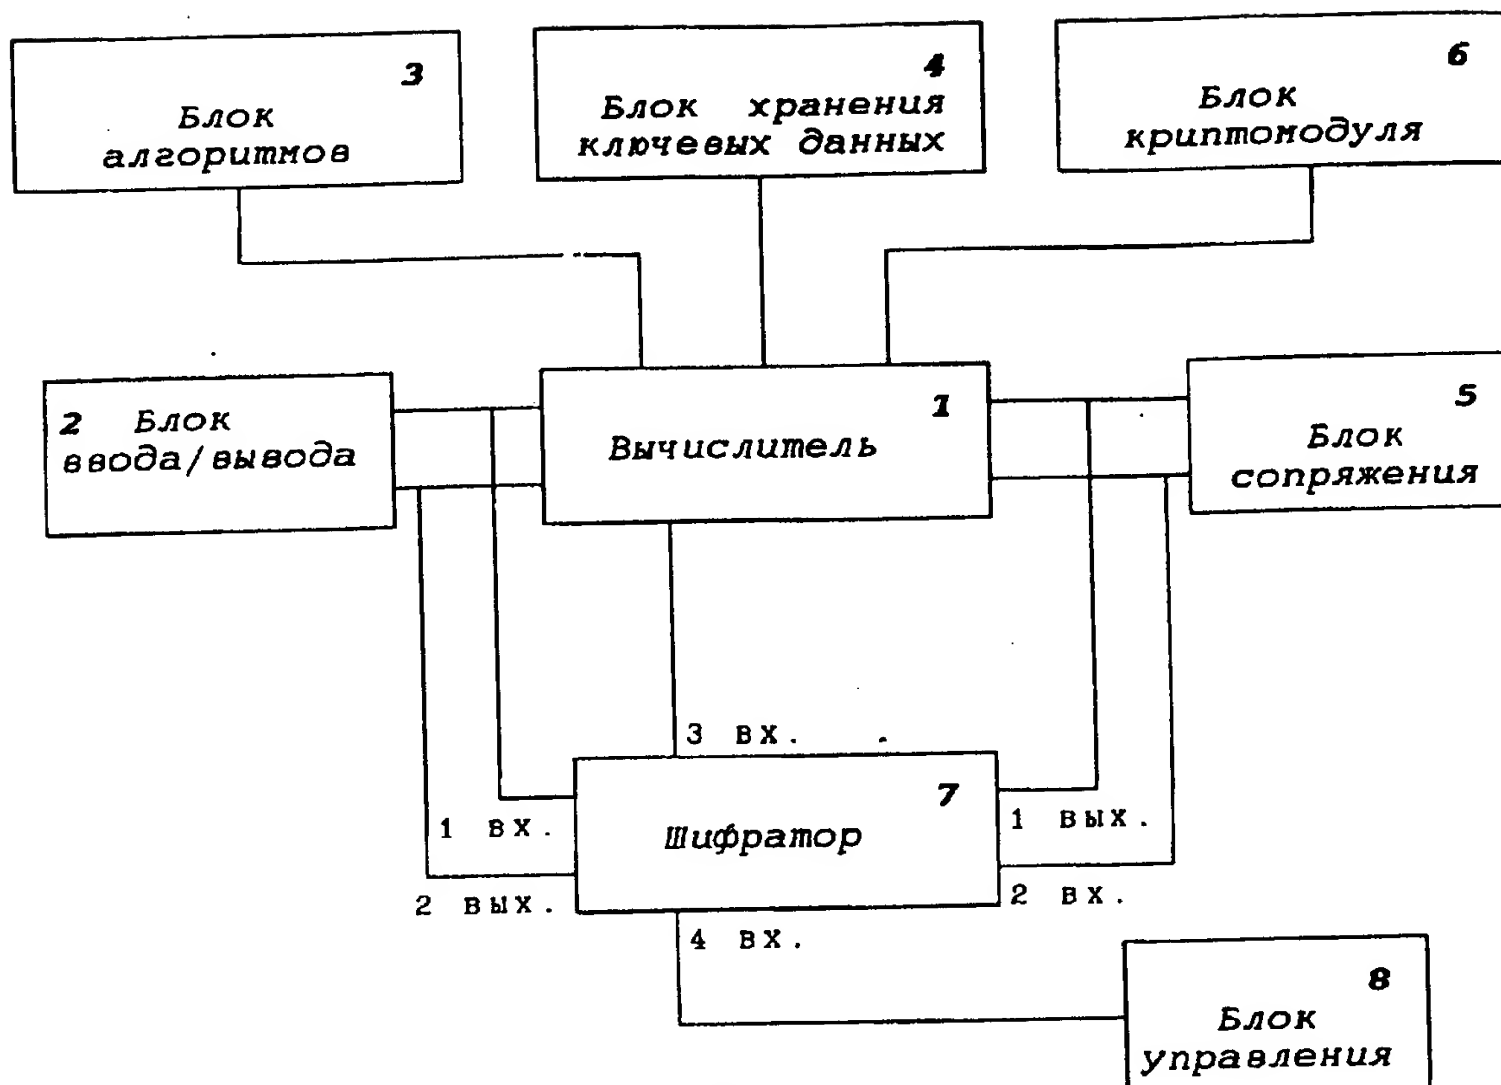 3
Блок
алгоритмов
4
Блок хранения
ключевых данных
6
Блок
криптомодуля
2 Блок
ввода/вывода
1
Вычислитель
5
Блок
сопряжения
3 вх.
7
Шифратор
1 вх.
2 вых.
1 вых.
2 вх.
4 вх.
8
Блок
управления